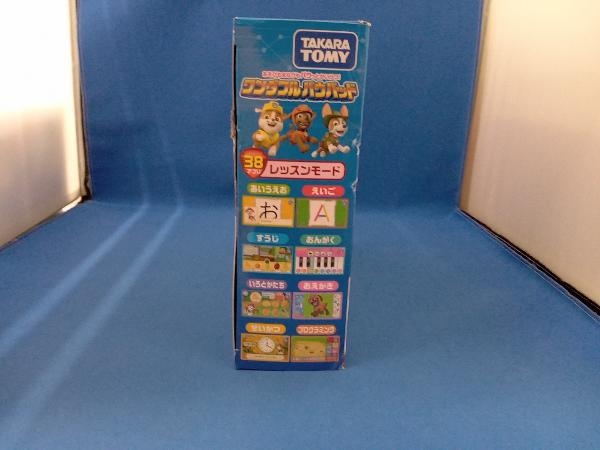 TAKARA
TOMY
ワンダフル パウパッド
38
アプリ
レッスンモード
あいうえお
えいご
お
A
すうじ
おんがく
いろとかたち
おえかき
せいかつ
プログラミング